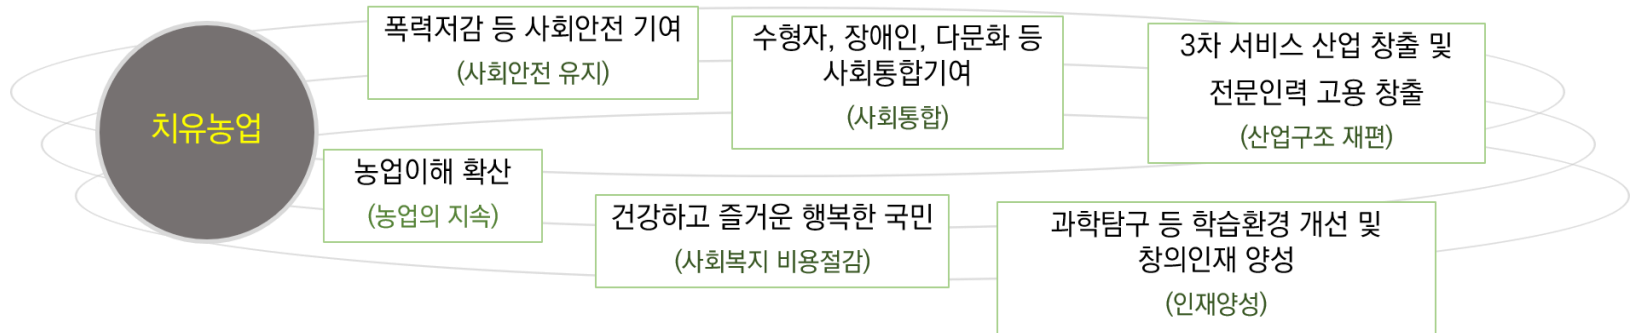 치유농업
폭력저감 등 사회안전 기여
(사회안전 유지)
수형자, 장애인, 다문화 등
사회통합기여
(사회통합)
3차 서비스 산업 창출 및
전문인력 고용 창출
(산업구조 재편)
농업이해 확산
(농업의 지속)
건강하고 즐거운 행복한 국민
(사회복지 비용절감)
과학탐구 등 학습환경 개선 및
창의인재 양성
(인재양성)